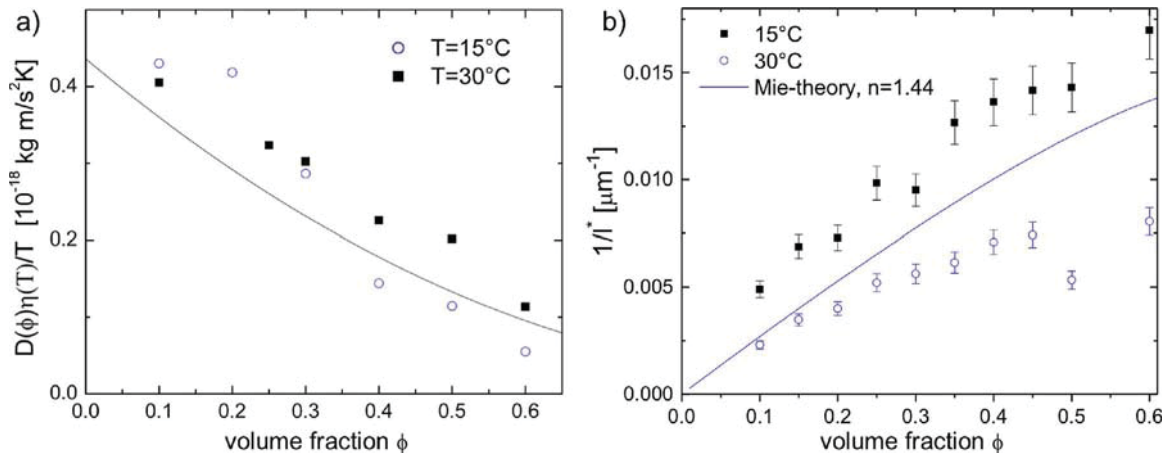 a)
T=15°C
T=30°C
D(ϕ)η(T)/T [10⁻¹⁸ kg m/s²K]
0.4
0.2
0.0
0.0 0.1 0.2 0.3 0.4 0.5 0.6
volume fraction ϕ
b)
15°C
30°C
Mie-theory, n=1.44
1/l* [μm⁻¹]
0.015
0.010
0.005
0.000
0.0 0.1 0.2 0.3 0.4 0.5 0.6
volume fraction ϕ